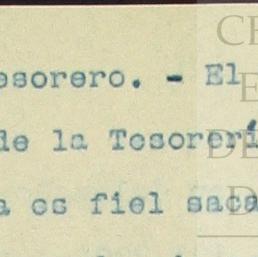 esorero. - El
de la Tesorerí
a es fiel saca